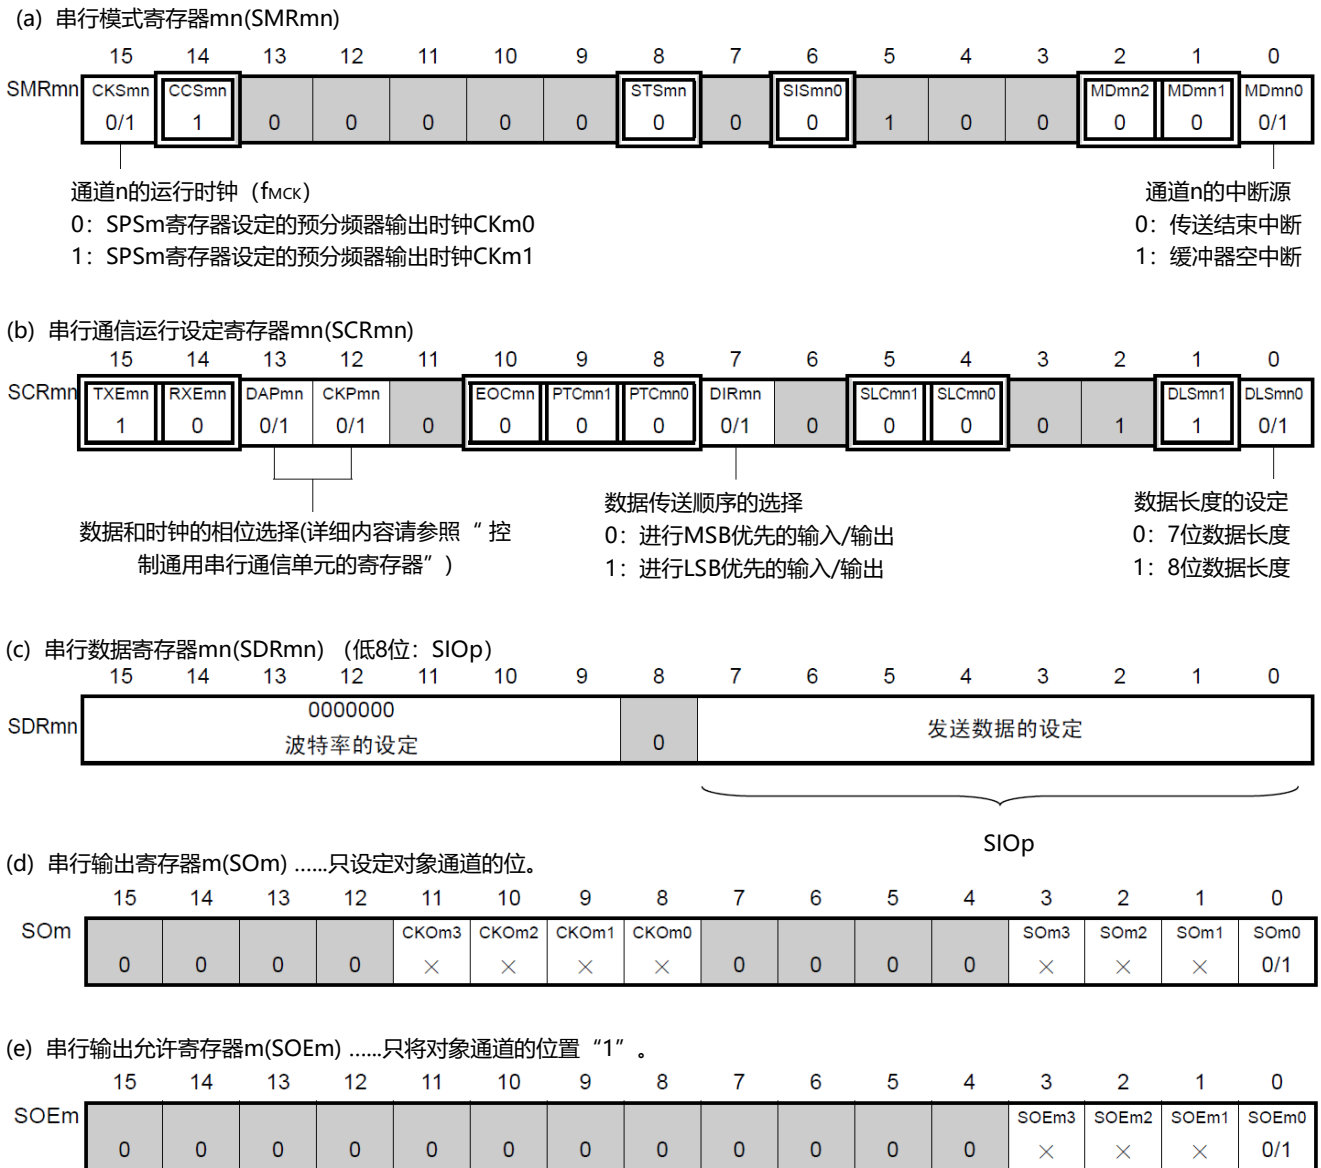 (a) 串行模式寄存器mn(SMRmn)
15 14 13 12 11 10 9 8 7 6 5 4 3 2 1 0
SMRmn CKSmn CCSmn STSmn SISmn0 MDmn2 MDmn1 MDmn0
0/1 1 0 0 0 0 0 0 0 0 1 0 0 0 0 0/1
通道n的运行时钟（fMCK）
0：SPSm寄存器设定的预分频器输出时钟CKm0
1：SPSm寄存器设定的预分频器输出时钟CKm1
通道n的中断源
0：传送结束中断
1：缓冲器空中断
(b) 串行通信运行设定寄存器mn(SCRmn)
15 14 13 12 11 10 9 8 7 6 5 4 3 2 1 0
SCRmn TXEmn RXEmn DAPmn CKPmn EOCmn PTCmn1 PTCmn0 DIRmn SLCmn1 SLCmn0 DLSmn1 DLSmn0
1 0 0/1 0/1 0 0 0 0 0/1 0 0 0 0 1 1 0/1
数据和时钟的相位选择(详细内容请参照“ 控
制通用串行通信单元的寄存器”)
数据传送顺序的选择
0：进行MSB优先的输入/输出
1：进行LSB优先的输入/输出
数据长度的设定
0：7位数据长度
1：8位数据长度
(c) 串行数据寄存器mn(SDRmn) （低8位：SIOp）
15 14 13 12 11 10 9 8 7 6 5 4 3 2 1 0
SDRmn
0000000
波特率的设定
0
发送数据的设定
SIOp
(d) 串行输出寄存器m(SOm) ......只设定对象通道的位。
15 14 13 12 11 10 9 8 7 6 5 4 3 2 1 0
SOm CKOm3 CKOm2 CKOm1 CKOm0 SOm3 SOm2 SOm1 SOm0
0 0 0 0 × × × × 0 0 0 0 × × × 0/1
(e) 串行输出允许寄存器m(SOEm) ......只将对象通道的位置“1”。
15 14 13 12 11 10 9 8 7 6 5 4 3 2 1 0
SOEm SOEm3 SOEm2 SOEm1 SOEm0
0 0 0 0 0 0 0 0 0 0 0 0 × × × 0/1